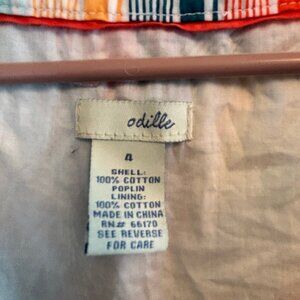 odille
4
SHELL:
100% COTTON
POPLIN
LINING:
100% COTTON
MADE IN CHINA
RN# 66170
SEE REVERSE
FOR CARE